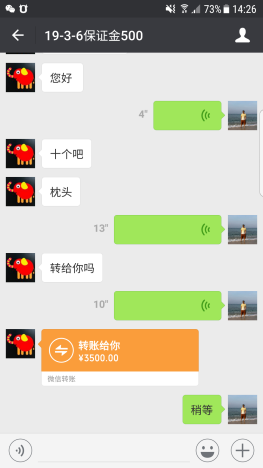 73% 14:26
19-3-6保证金500
您好
4"
十个吧
枕头
13"
转给你吗
10"
转账给你
¥3500.00
微信转账
稍等